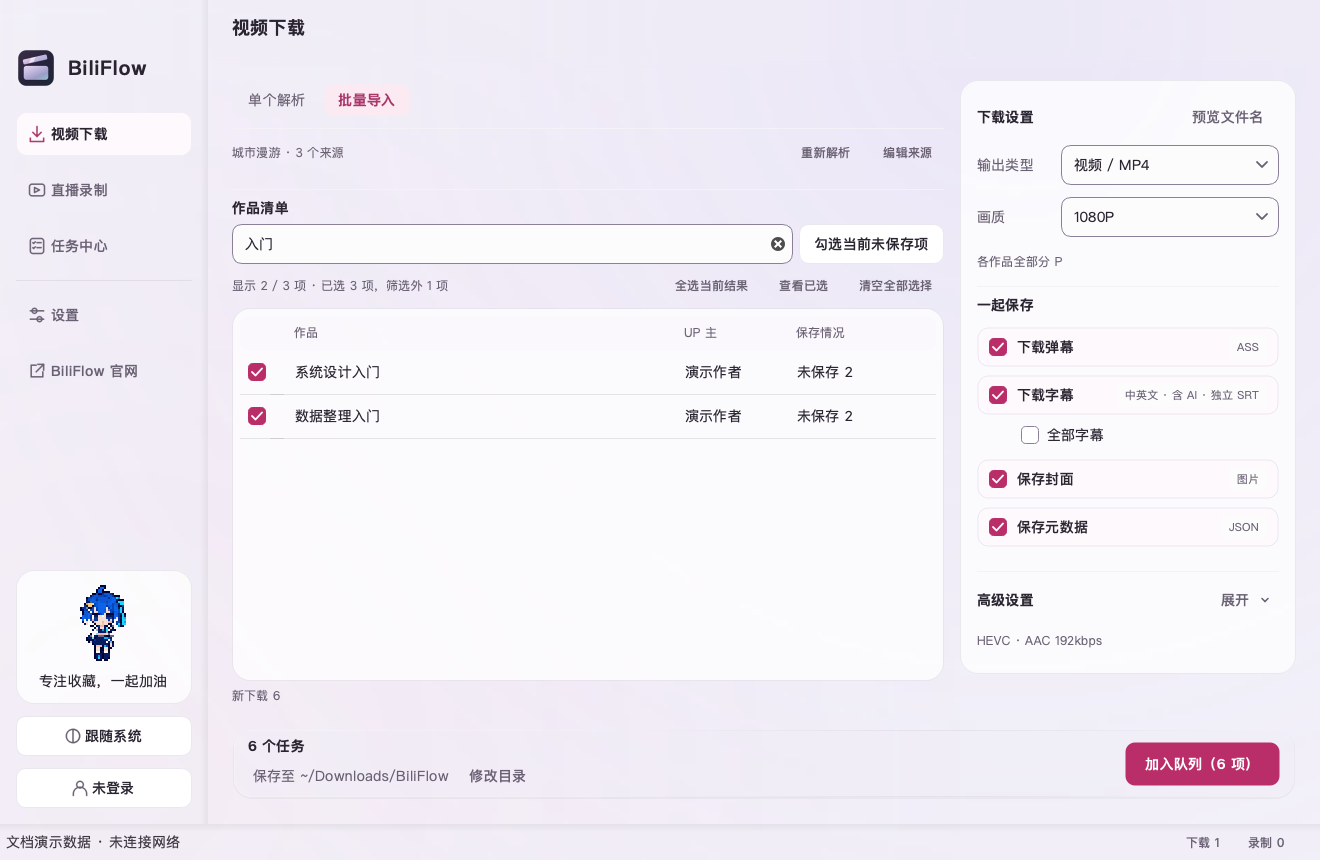 视频下载
BiliFlow
视频下载
直播录制
任务中心
设置
BiliFlow 官网
专注收藏，一起加油
跟随系统
未登录
单个解析 批量导入
城市漫游 · 3 个来源 重新解析 编辑来源
作品清单
入门 勾选当前未保存项
显示 2 / 3 项 · 已选 3 项，筛选外 1 项 全选当前结果 查看已选 清空全部选择
作品 UP 主 保存情况
系统设计入门 演示作者 未保存 2
数据整理入门 演示作者 未保存 2
新下载 6
下载设置 预览文件名
输出类型 视频 / MP4
画质 1080P
各作品全部分 P
一起保存
下载弹幕 ASS
下载字幕 中英文 · 含 AI · 独立 SRT
全部字幕
保存封面 图片
保存元数据 JSON
高级设置 展开
HEVC · AAC 192kbps
6 个任务
保存至 ~/Downloads/BiliFlow 修改目录
加入队列（6 项）
文档演示数据 · 未连接网络 下载 1 录制 0